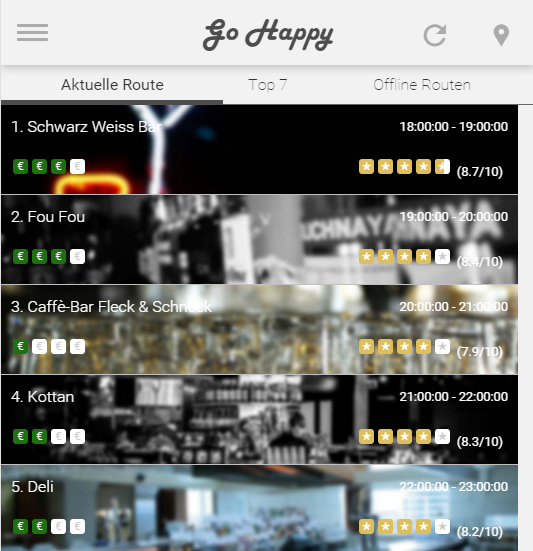 Go Happy
Aktuelle Route Top 7 Offline Routen
1. Schwarz Weiss Bar 18:00:00 - 19:00:00
€ € € € (8.7/10)
2. Fou Fou 19:00:00 - 20:00:00
€ € € € (8.4/10)
3. Caffè-Bar Fleck & Schneck 20:00:00 - 21:00:00
€ € € € (7.9/10)
4. Kottan 21:00:00 - 22:00:00
€ € € € (8.3/10)
5. Deli 22:00:00 - 23:00:00
€ € € € (8.2/10)